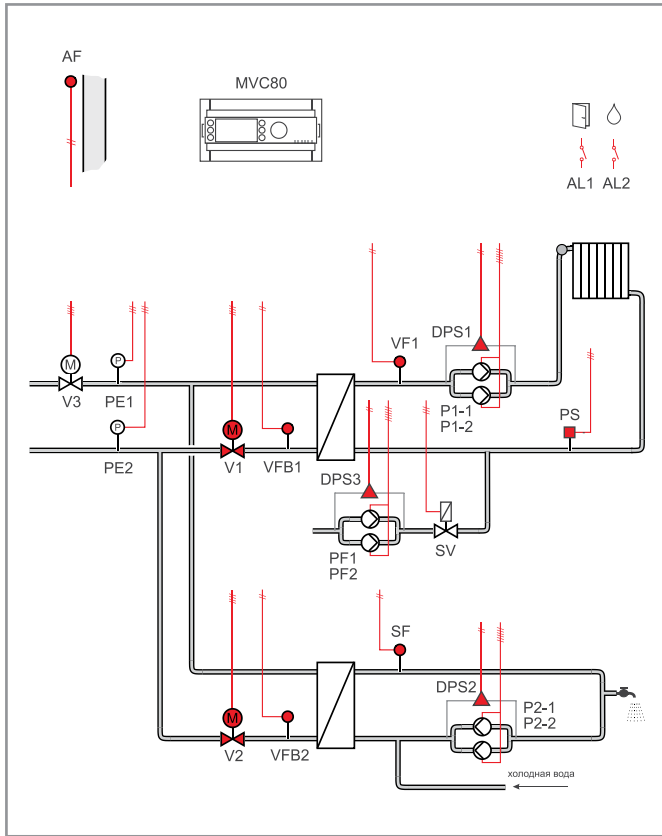 AF
MVC80
AL1 AL2
VF1
DPS1
M
V3
P
PE1
P1-1
P1-2
PS
P
PE2
M
V1
VFB1
DPS3
PF1
PF2
SV
SF
DPS2
P2-1
P2-2
M
V2
VFB2
холодная вода